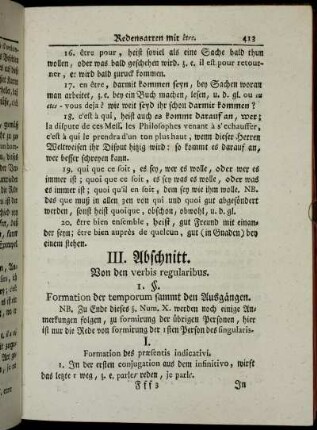 Redensarten mit être. 413
16. être pour, heist soviel als eine Sache bald thun
wollen, oder was bald geschehen wird. z. e. il est pour retour-
ner, er wird bald zuruck kommen.
17. en être, darmit kommen seyn, bey Sachen woran
man arbeitet, z. e. bey ein Buch machen, lesen, u. d. gl. ou en
etes-vous deja è wie weit seyd ihr schon darmit kommen?
18. c'est à qui, heist auch es kommt darauf an, wer;
la dispute de ces Mess. les Philosophes venant à s'echauffer,
c'est à qui le prendra d'un ton plus haut, wenn dieser Herren
Weltweisen ihr Disput hitzig wird: so kommt es darauf an,
wer besser schreyen kann.
19. qui que ce soit, es sey, wer es wolle, oder wer es
immer ist; quoi que ce soit, es sey was es wolle, oder was
es immer ist; quoi qu'il en soit, dem sey wie ihm wolle. NB.
das que muß in allen zen von qui und quoi abgesondert
werden, sonst heist quoique, obschon, obwohl, u. d. gl.
20. être bien ensemble, heist, gut Freund mit einan-
der seyn; être bien auprès de quelcun, gut (in Gnaden) bey
einem stehen.
III. Abschnitt.
Von den verbis regularibus.
1. §.
Formation der temporum sammt den Ausgängen.
NB. Zu Ende dieses §. Num. X. werden noch einige An-
merkungen folgen, zu formirung der übrigen Personen, hier
ist nur die Rede von formirung der 1sten Person des singularis.
I.
Formation des præsentis indicativi.
1. In der ersten conjugation aus dem infinitivo, wirft
das letzte r weg, z. e. parler reden, je parle.
Fff 3 In